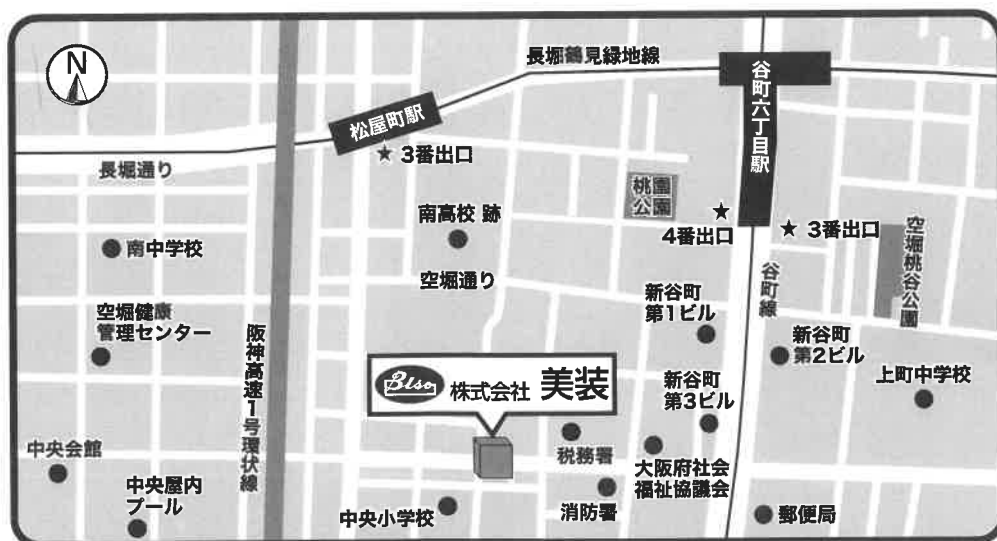 N
長堀鶴見緑地線
谷町六丁目駅
松屋町駅
★ 3番出口
長堀通り
桃園
公園
南高校 跡
★
4番出口
★ 3番出口
空堀桃谷公園
南中学校
空堀通り
谷町線
新谷町
第1ビル
空堀健康
管理センター
阪神高速1号環状線
新谷町
第2ビル
上町中学校
Biso 株式会社 美装
新谷町
第3ビル
中央会館
税務署
大阪府社会
福祉協議会
中央屋内
プール
中央小学校
消防署
郵便局